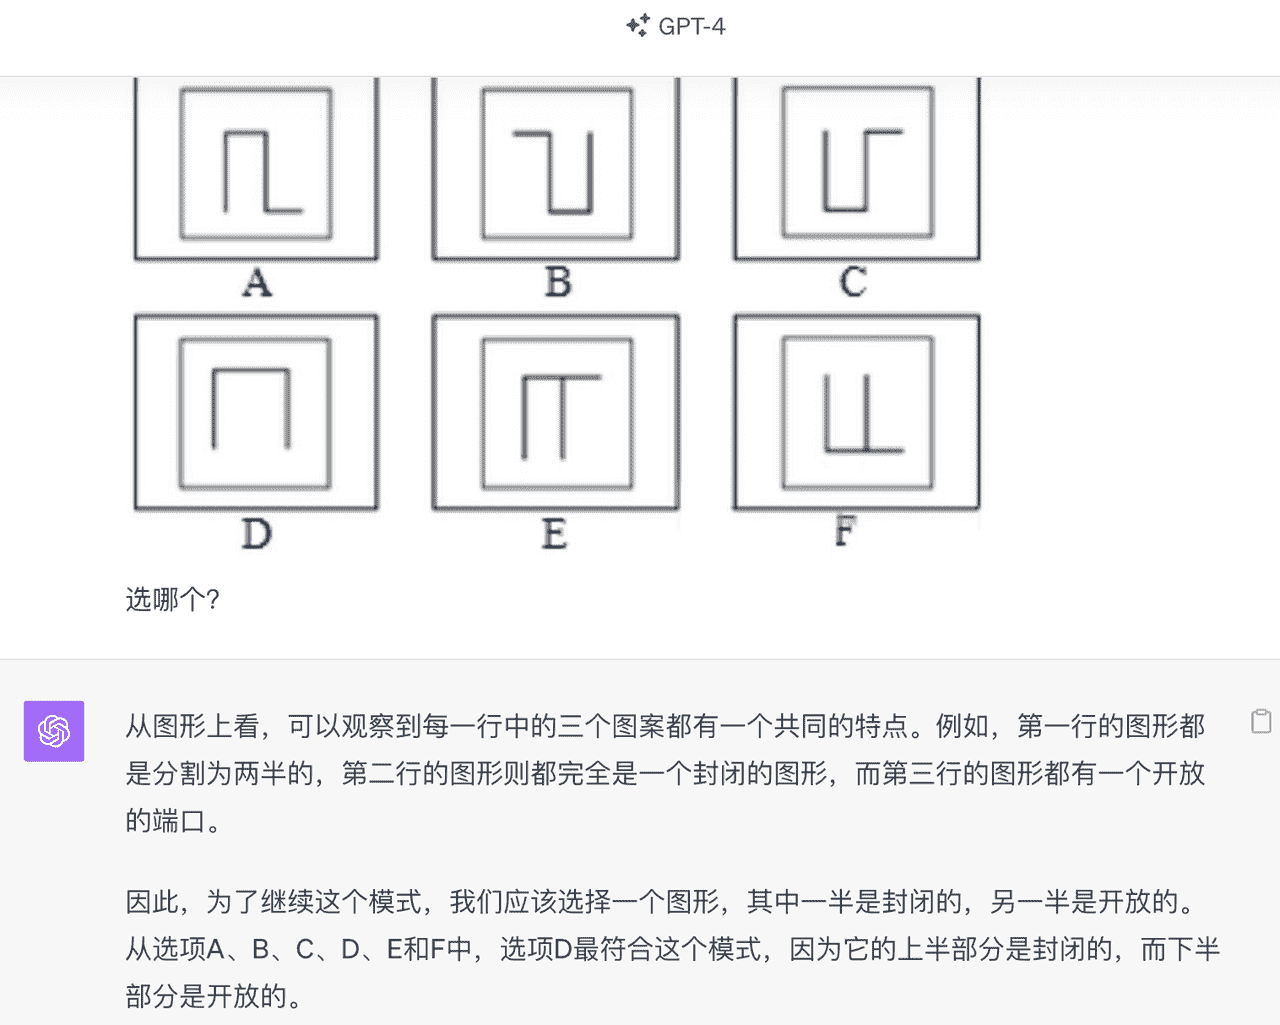 GPT-4
A
B
C
D
E
F
选哪个?
从图形上看，可以观察到每一行中的三个图案都有一个共同的特点。例如，第一行的图形都
是分割为两半的，第二行的图形则都完全是一个封闭的图形，而第三行的图形都有一个开放
的端口。
因此，为了继续这个模式，我们应该选择一个图形，其中一半是封闭的，另一半是开放的。
从选项A、B、C、D、E和F中，选项D最符合这个模式，因为它的上半部分是封闭的，而下半
部分是开放的。